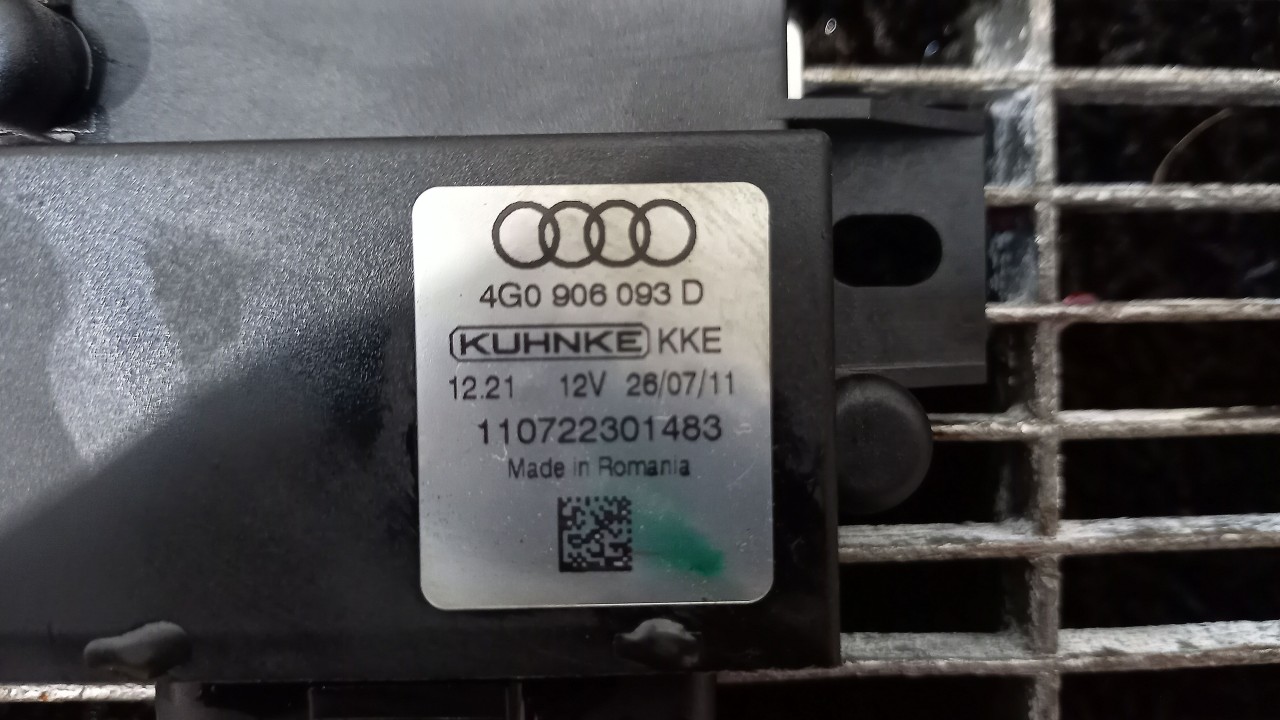 4G0 906 093 D
KUHNKE KKE
12.21 12V 26/07/11
110722301483
Made in Romania